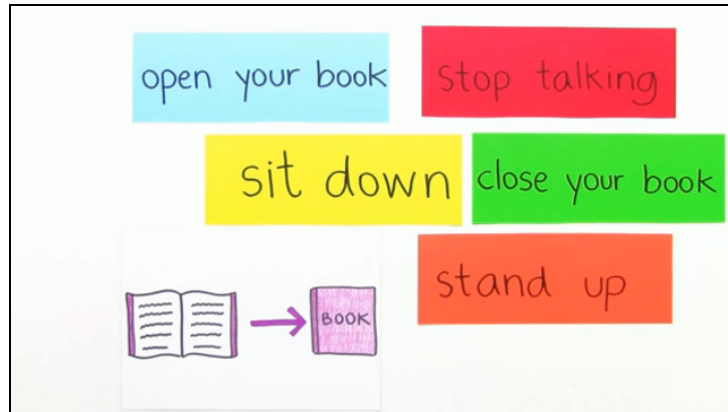 open your book
stop talking
sit down
close your book
stand up
BOOK